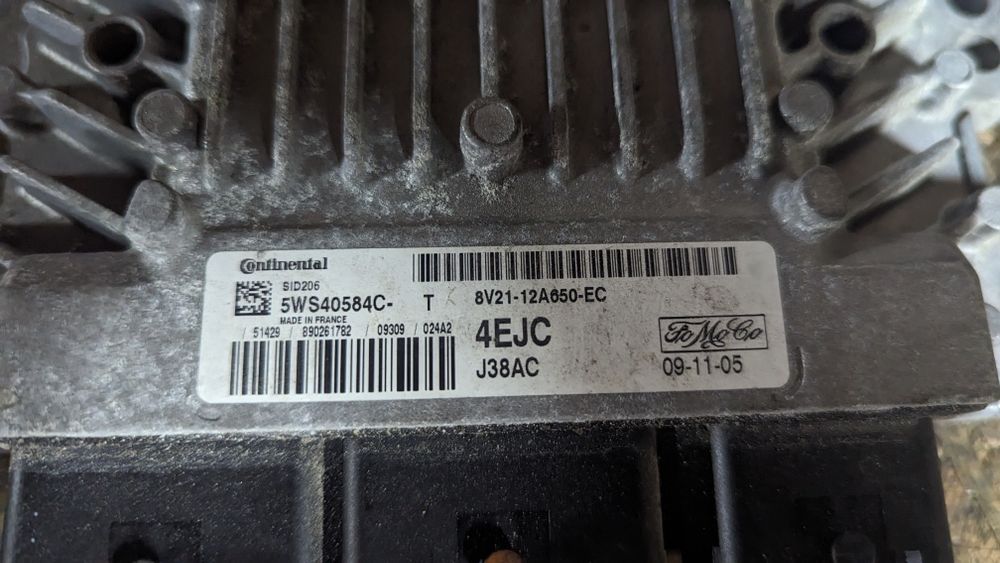 Continental
SID206
5WS40584C- T
MADE IN FRANCE
/ 51429 / 890261782 / 09309 / 024A2
8V21-12A650-EC
4EJC
J38AC
FoMoCo
09-11-05